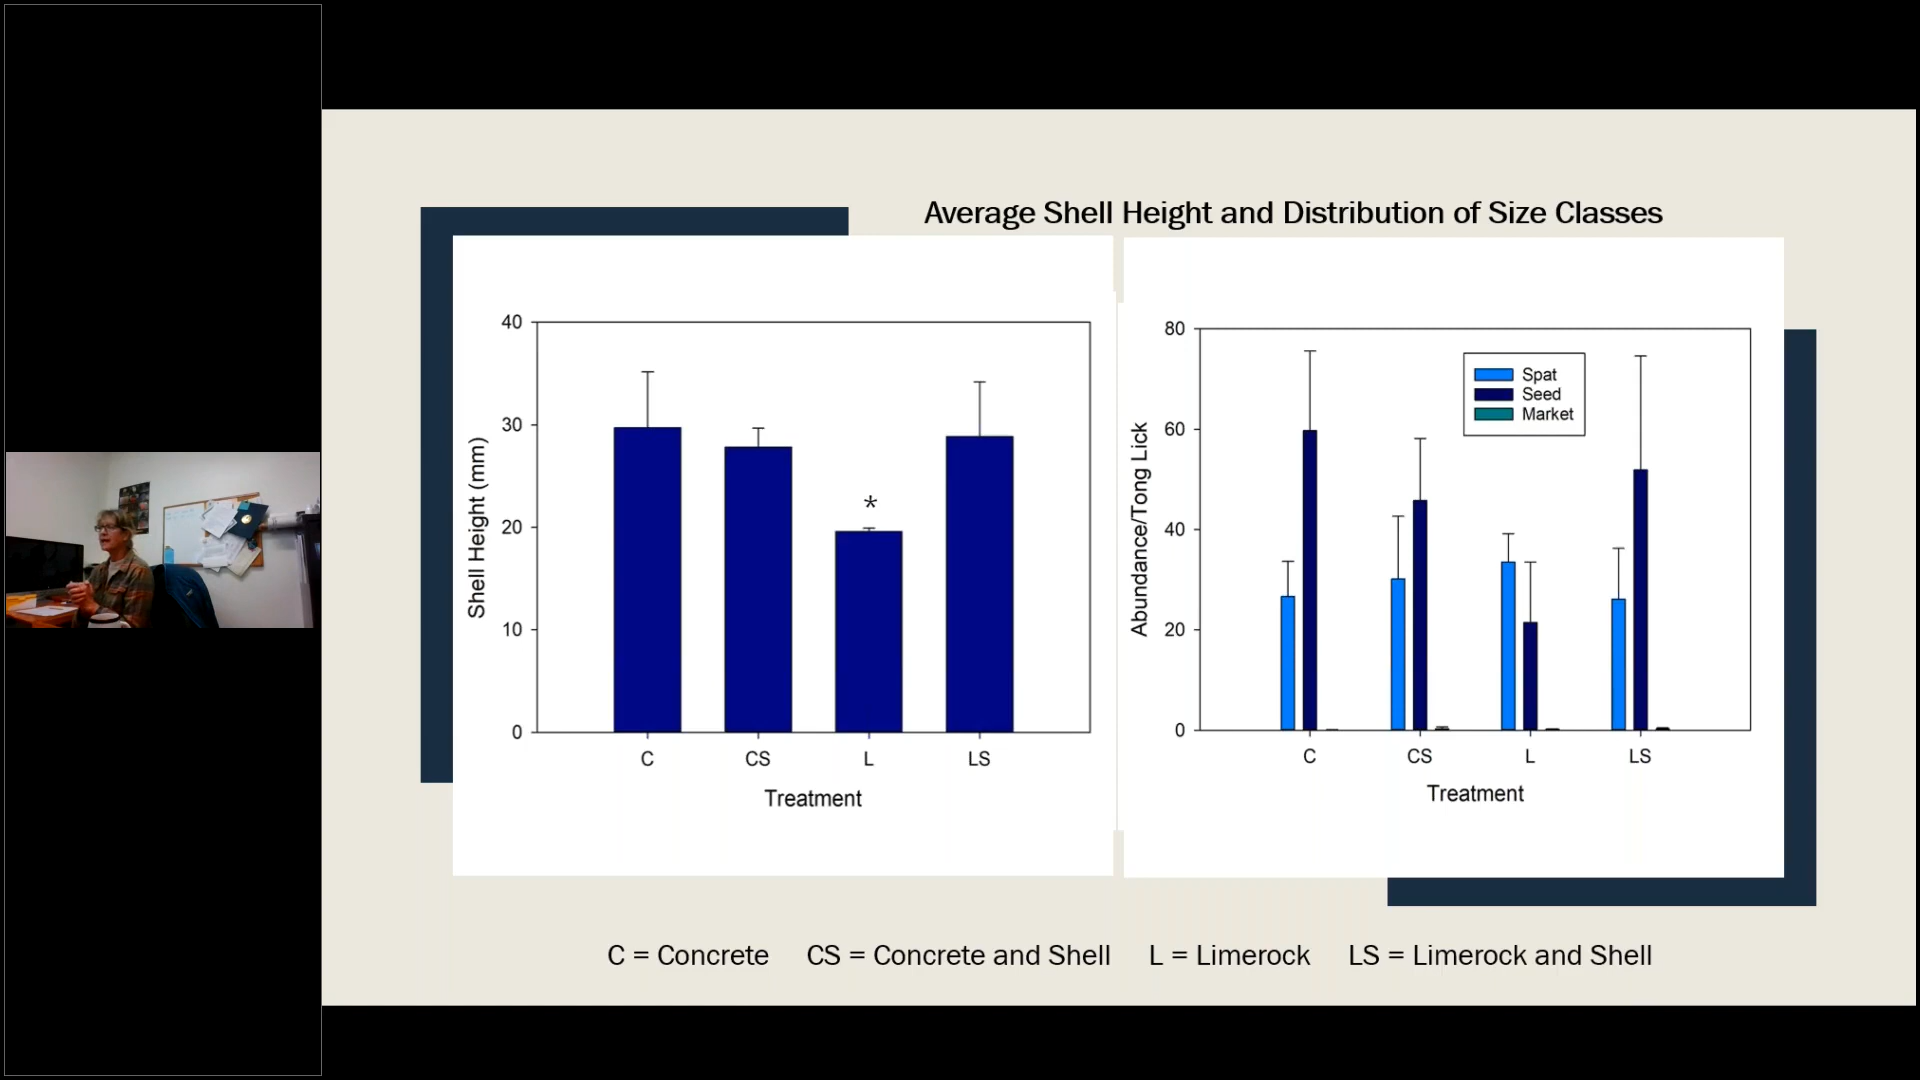 Average Shell Height and Distribution of Size Classes
40
30
20
10
0
Shell Height (mm)
*
C CS L LS
Treatment
80
60
40
20
0
Abundance/Tong Lick
Spat
Seed
Market
C CS L LS
Treatment
C = Concrete CS = Concrete and Shell L = Limerock LS = Limerock and Shell